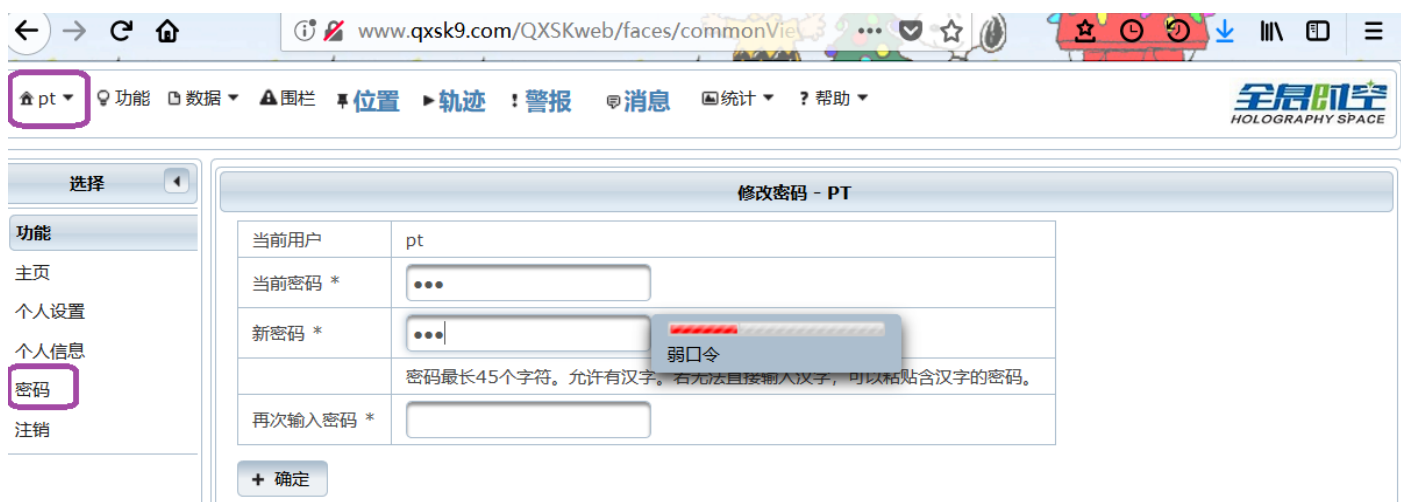 www.qxsk9.com/QXSKweb/faces/commonVie
pt 功能 数据 围栏 位置 轨迹 警报 消息 统计 ? 帮助
全息时空
HOLOGRAPHY SPACE
选择
修改密码 - PT
功能
主页
个人设置
个人信息
密码
注销
当前用户 pt
当前密码 * •••
新密码 * •••
弱口令
密码最长45个字符。允许有汉字。若无法直接输入汉字，可以粘贴含汉字的密码。
再次输入密码 *
+ 确定